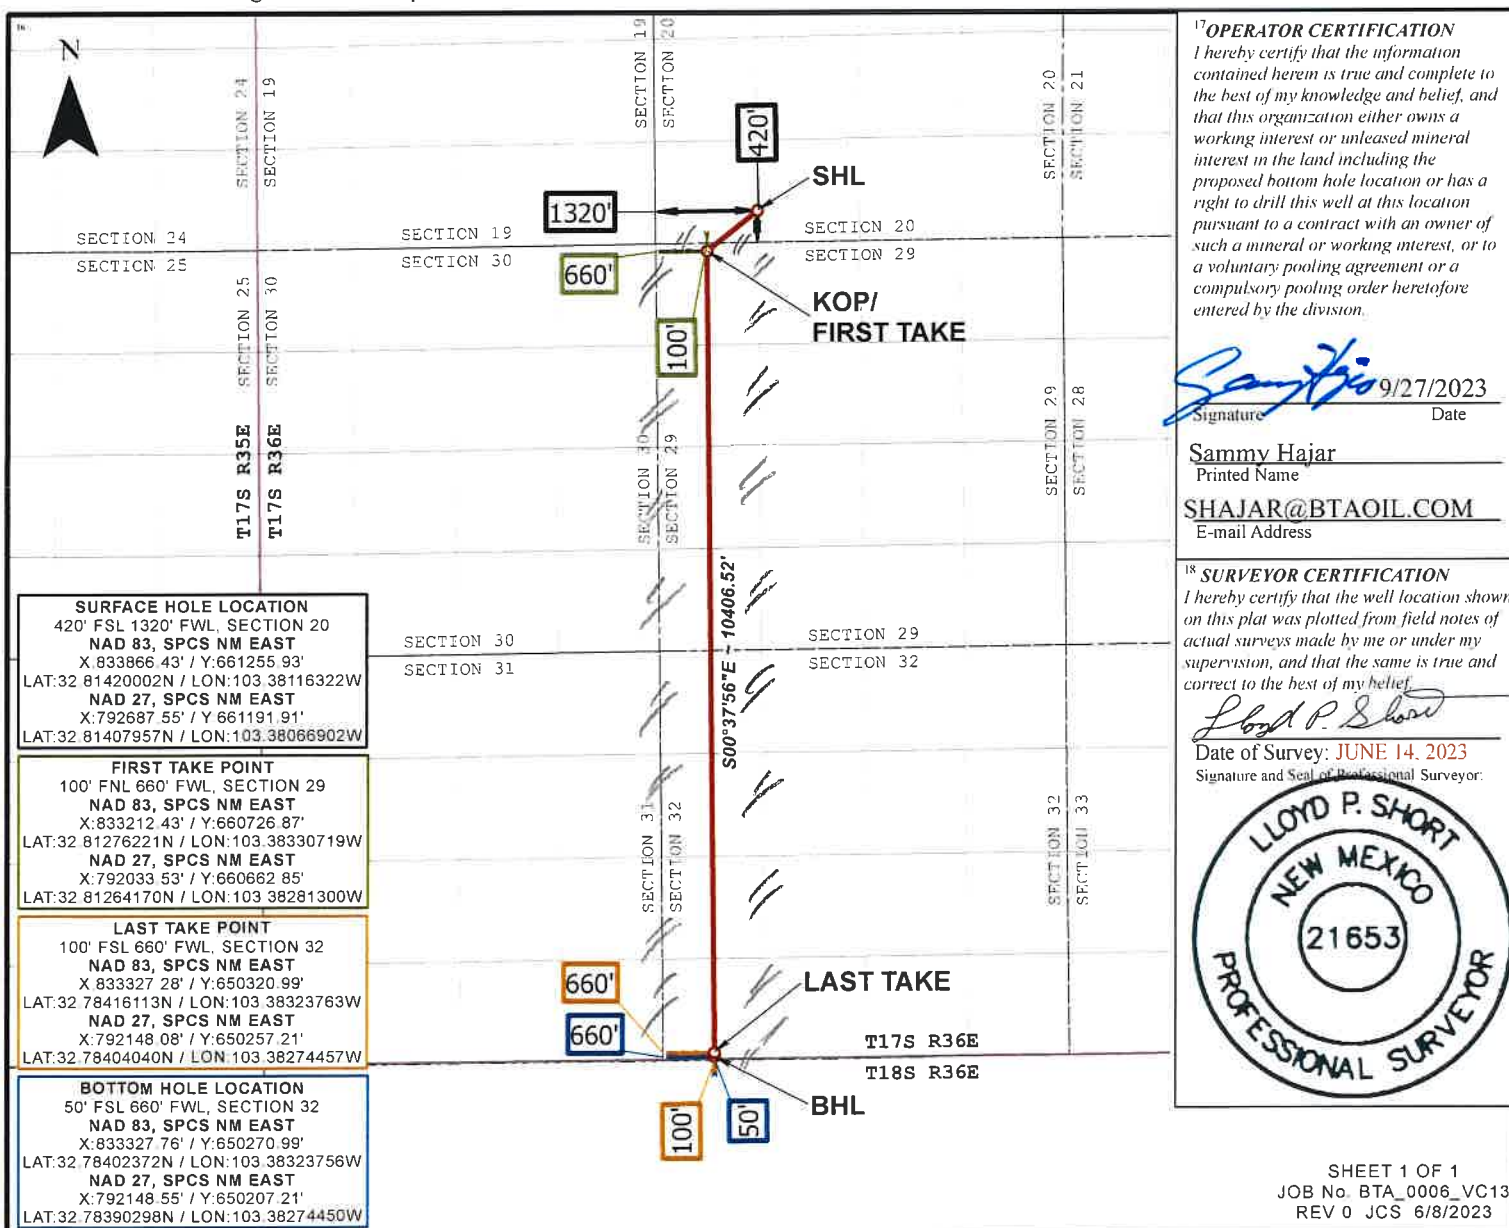 16
N
SECTION 24
SECTION 19
SECTION 19
SECTION 20
SECTION 20
SECTION 21
420'
SHL
1320'
SECTION 24
SECTION 25
SECTION 19
SECTION 30
SECTION 20
SECTION 29
660'
KOP/
FIRST TAKE
100'
SECTION 25
SECTION 30
T17S R35E
T17S R36E
SECTION 30
SECTION 29
SECTION 29
SECTION 28
S00°37'56"E ~ 10406.52'
SECTION 30
SECTION 31
SECTION 29
SECTION 32
SECTION 31
SECTION 32
SECTION 32
SECTION 33
660'
660'
LAST TAKE
T17S R36E
T18S R36E
BHL
100'
50'
SURFACE HOLE LOCATION
420' FSL 1320' FWL, SECTION 20
NAD 83, SPCS NM EAST
X:833866.43' / Y:661255.93'
LAT:32.81420002N / LON:103.38116322W
NAD 27, SPCS NM EAST
X:792687.55' / Y:661191.91'
LAT:32.81407957N / LON:103.38066902W
FIRST TAKE POINT
100' FNL 660' FWL, SECTION 29
NAD 83, SPCS NM EAST
X:833212.43' / Y:660726.87'
LAT:32.81276221N / LON:103.38330719W
NAD 27, SPCS NM EAST
X:792033.53' / Y:660662.85'
LAT:32.81264170N / LON:103.38281300W
LAST TAKE POINT
100' FSL 660' FWL, SECTION 32
NAD 83, SPCS NM EAST
X:833327.28' / Y:650320.99'
LAT:32.78416113N / LON:103.38323763W
NAD 27, SPCS NM EAST
X:792148.08' / Y:650257.21'
LAT:32.78404040N / LON:103.38274457W
BOTTOM HOLE LOCATION
50' FSL 660' FWL, SECTION 32
NAD 83, SPCS NM EAST
X:833327.76' / Y:650270.99'
LAT:32.78402372N / LON:103.38323756W
NAD 27, SPCS NM EAST
X:792148.55' / Y:650207.21'
LAT:32.78390298N / LON:103.38274450W
17 OPERATOR CERTIFICATION
I hereby certify that the information
contained herein is true and complete to
the best of my knowledge and belief, and
that this organization either owns a
working interest or unleased mineral
interest in the land including the
proposed bottom hole location or has a
right to drill this well at this location
pursuant to a contract with an owner of
such a mineral or working interest, or to
a voluntary pooling agreement or a
compulsory pooling order heretofore
entered by the division.
9/27/2023
Signature Date
Sammy Hajar
Printed Name
SHAJAR@BTAOIL.COM
E-mail Address
18 SURVEYOR CERTIFICATION
I hereby certify that the well location shown
on this plat was plotted from field notes of
actual surveys made by me or under my
supervision, and that the same is true and
correct to the best of my belief.
Lloyd P. Short
Date of Survey: JUNE 14, 2023
Signature and Seal of Professional Surveyor:
LLOYD P. SHORT
NEW MEXICO
21653
PROFESSIONAL SURVEYOR
SHEET 1 OF 1
JOB No. BTA_0006_VC13
REV 0 JCS 6/8/2023